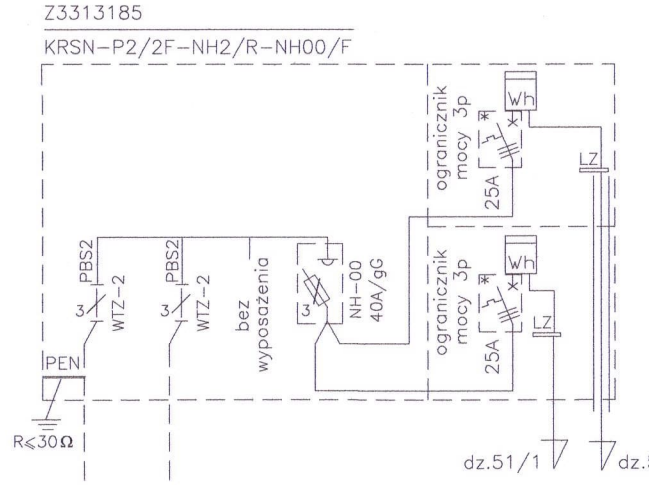 Z3313185
KRSN-P2/2F-NH2/R-NH00/F
ogranicznik
mocy 3p
*
Wh
25A
LZ
PBS2
3
WTZ-2
PBS2
3
WTZ-2
bez
wyposażenia
3
NH-00
40A/gG
ogranicznik
mocy 3p
*
Wh
25A
LZ
PEN
R≤30Ω
dz.51/1